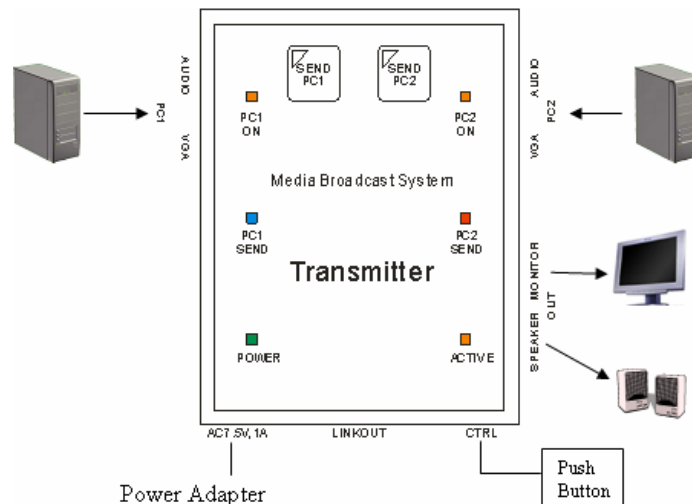 SEND
PC1
SEND
PC2
AUDIO
PC1
VGA
AUDIO
PC2
VGA
PC1
ON
PC2
ON
Media Broadcast System
PC1
SEND
PC2
SEND
Transmitter
MONITOR
OUT
SPEAKER
POWER
ACTIVE
AC7.5V,1A
LINKOUT
CTRL
Power Adapter
Push
Button